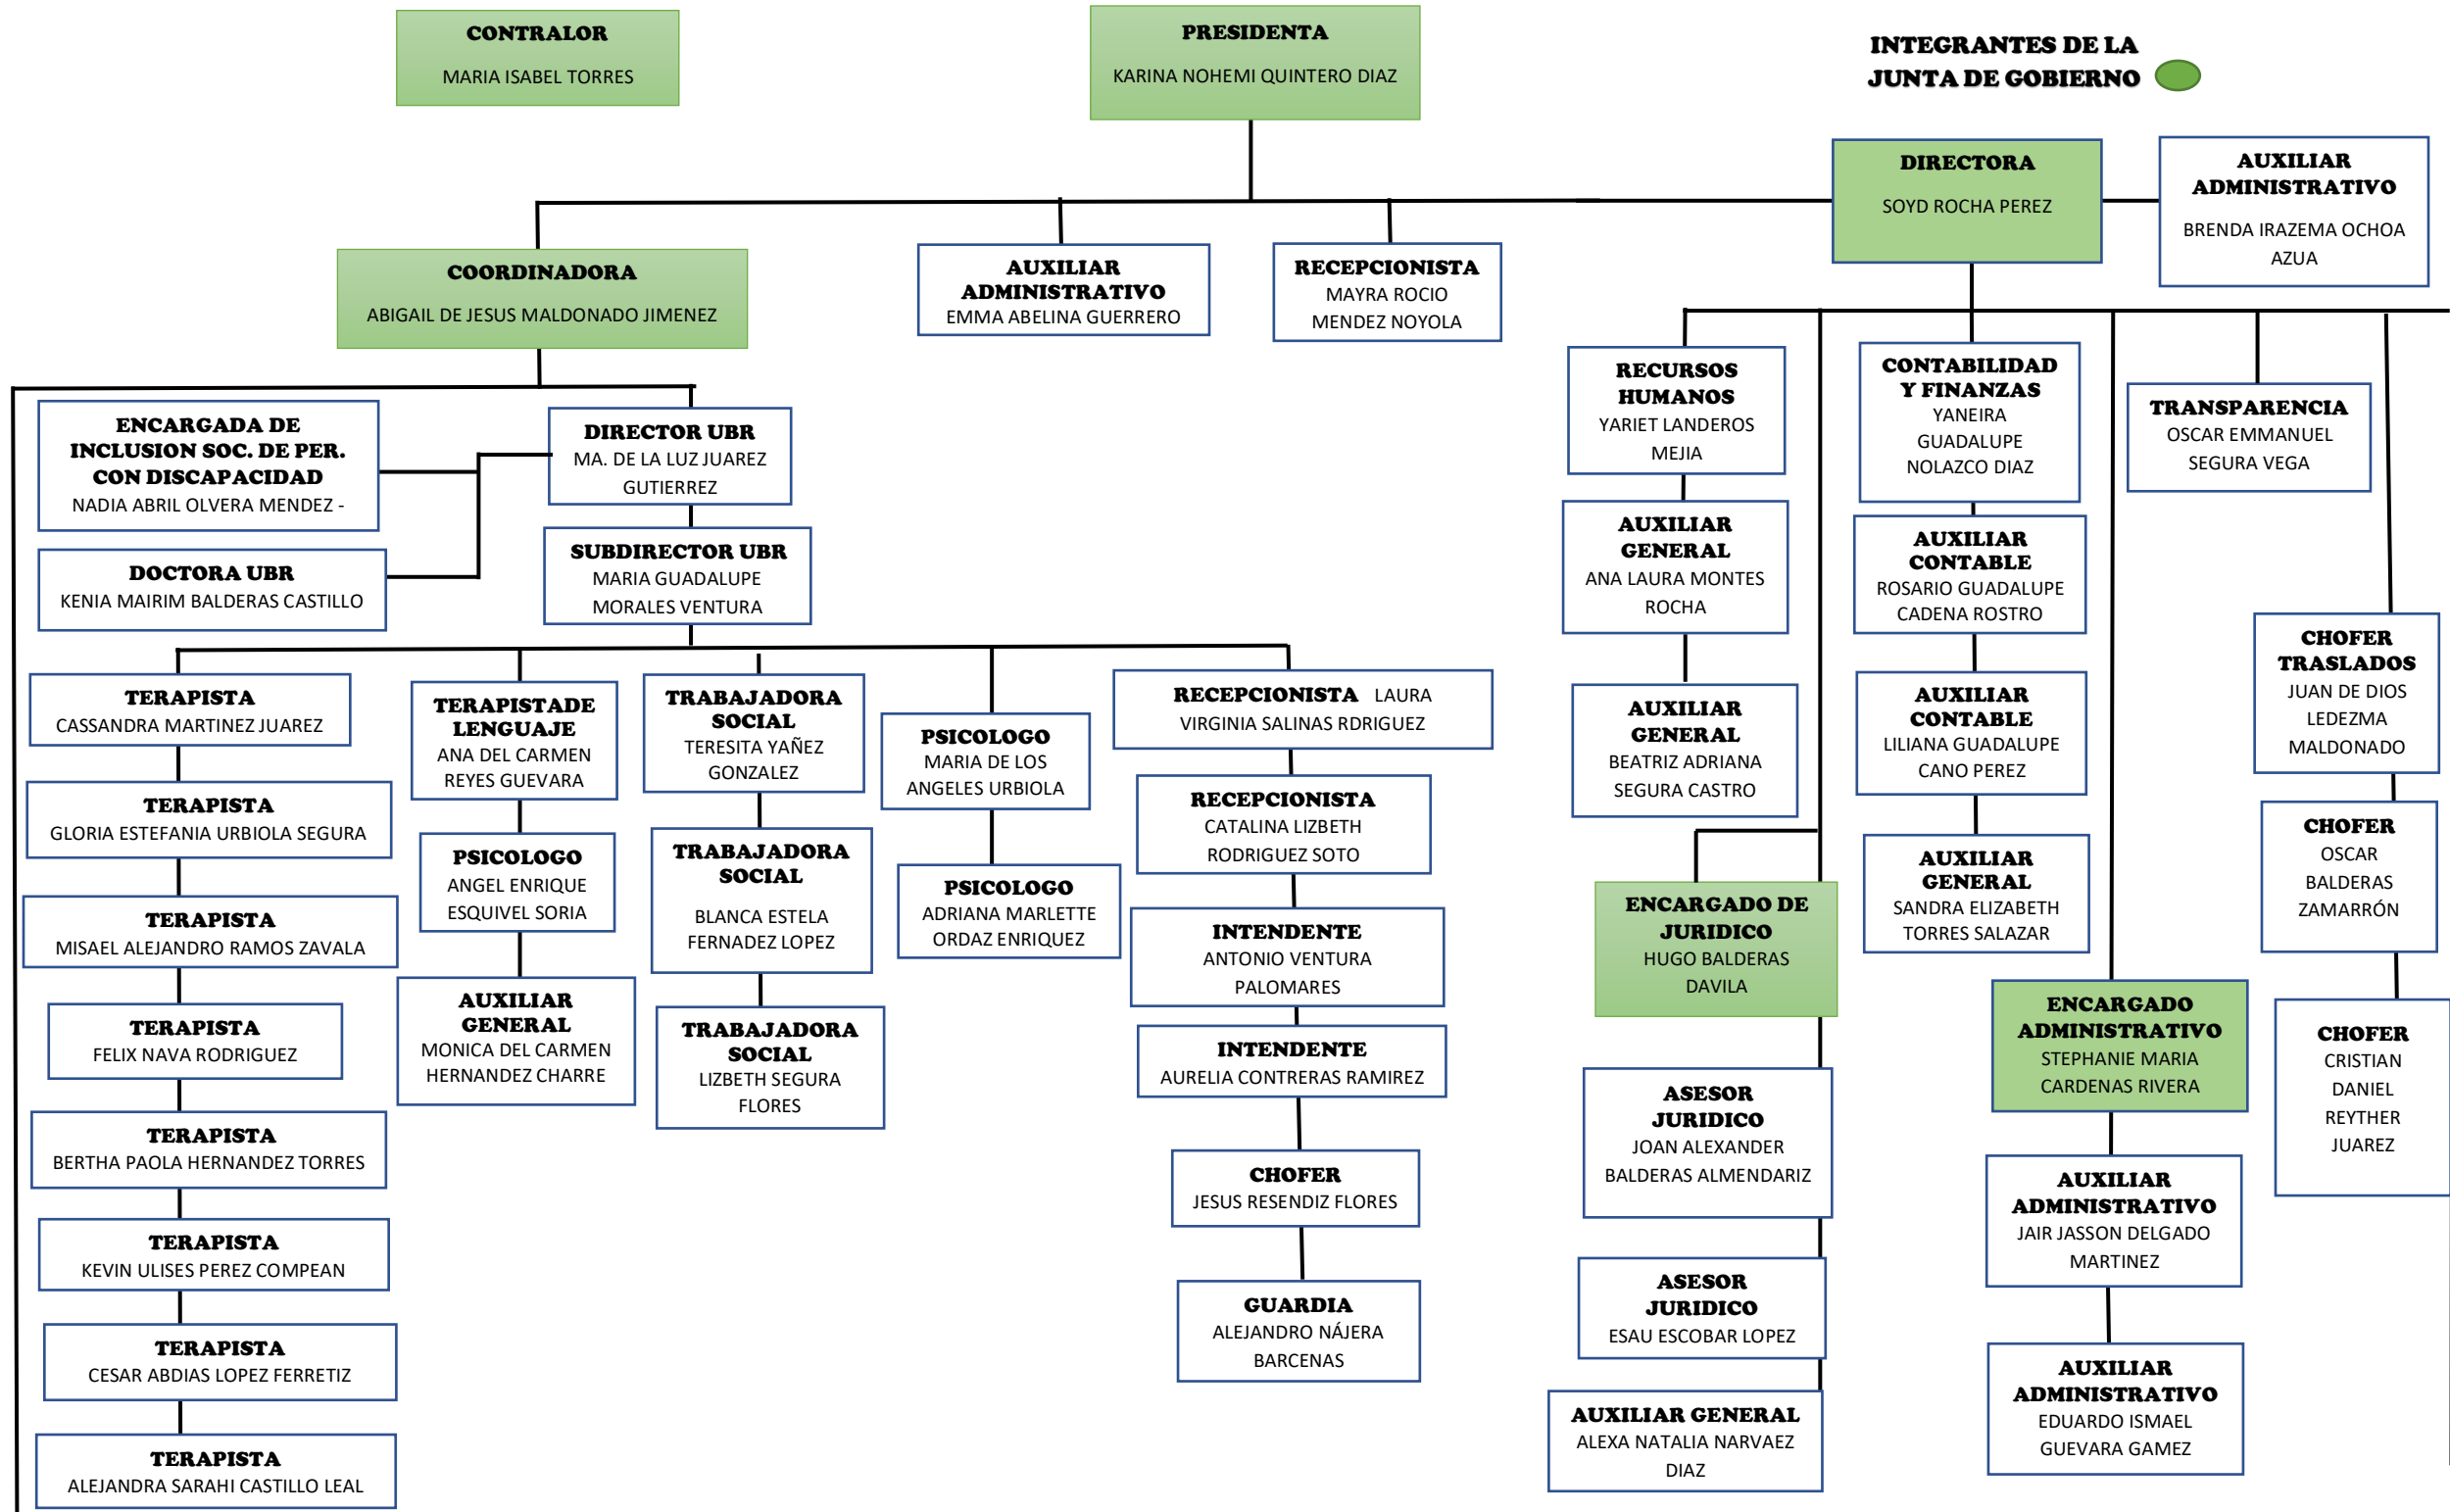 CONTRALOR
MARIA ISABEL TORRES
PRESIDENTA
KARINA NOHEMI QUINTERO DIAZ
INTEGRANTES DE LA
JUNTA DE GOBIERNO
DIRECTORA
SOYD ROCHA PEREZ
AUXILIAR
ADMINISTRATIVO
BRENDA IRAZEMA OCHOA
AZUA
COORDINADORA
ABIGAIL DE JESUS MALDONADO JIMENEZ
AUXILIAR
ADMINISTRATIVO
EMMA ABELINA GUERRERO
RECEPCIONISTA
MAYRA ROCIO
MENDEZ NOYOLA
ENCARGADA DE
INCLUSION SOC. DE PER.
CON DISCAPACIDAD
NADIA ABRIL OLVERA MENDEZ -
DIRECTOR UBR
MA. DE LA LUZ JUAREZ
GUTIERREZ
DOCTORA UBR
KENIA MAIRIM BALDERAS CASTILLO
SUBDIRECTOR UBR
MARIA GUADALUPE
MORALES VENTURA
TERAPISTA
CASSANDRA MARTINEZ JUAREZ
TERAPISTA
GLORIA ESTEFANIA URBIOLA SEGURA
TERAPISTA
MISAEL ALEJANDRO RAMOS ZAVALA
TERAPISTA
FELIX NAVA RODRIGUEZ
TERAPISTA
BERTHA PAOLA HERNANDEZ TORRES
TERAPISTA
KEVIN ULISES PEREZ COMPEAN
TERAPISTA
CESAR ABDIAS LOPEZ FERRETIZ
TERAPISTA
ALEJANDRA SARAHI CASTILLO LEAL
TERAPISTADE
LENGUAJE
ANA DEL CARMEN
REYES GUEVARA
PSICOLOGO
ANGEL ENRIQUE
ESQUIVEL SORIA
AUXILIAR
GENERAL
MONICA DEL CARMEN
HERNANDEZ CHARRE
TRABAJADORA
SOCIAL
TERESITA YAÑEZ
GONZALEZ
TRABAJADORA
SOCIAL
BLANCA ESTELA
FERNADEZ LOPEZ
TRABAJADORA
SOCIAL
LIZBETH SEGURA
FLORES
PSICOLOGO
MARIA DE LOS
ANGELES URBIOLA
PSICOLOGO
ADRIANA MARLETTE
ORDAZ ENRIQUEZ
RECEPCIONISTA LAURA
VIRGINIA SALINAS RDRIGUEZ
RECEPCIONISTA
CATALINA LIZBETH
RODRIGUEZ SOTO
INTENDENTE
ANTONIO VENTURA
PALOMARES
INTENDENTE
AURELIA CONTRERAS RAMIREZ
CHOFER
JESUS RESENDIZ FLORES
GUARDIA
ALEJANDRO NÁJERA
BARCENAS
RECURSOS
HUMANOS
YARIET LANDEROS
MEJIA
AUXILIAR
GENERAL
ANA LAURA MONTES
ROCHA
AUXILIAR
GENERAL
BEATRIZ ADRIANA
SEGURA CASTRO
ENCARGADO DE
JURIDICO
HUGO BALDERAS
DAVILA
ASESOR
JURIDICO
JOAN ALEXANDER
BALDERAS ALMENDARIZ
ASESOR
JURIDICO
ESAU ESCOBAR LOPEZ
AUXILIAR GENERAL
ALEXA NATALIA NARVAEZ
DIAZ
CONTABILIDAD
Y FINANZAS
YANEIRA
GUADALUPE
NOLAZCO DIAZ
AUXILIAR
CONTABLE
ROSARIO GUADALUPE
CADENA ROSTRO
AUXILIAR
CONTABLE
LILIANA GUADALUPE
CANO PEREZ
AUXILIAR
GENERAL
SANDRA ELIZABETH
TORRES SALAZAR
ENCARGADO
ADMINISTRATIVO
STEPHANIE MARIA
CARDENAS RIVERA
AUXILIAR
ADMINISTRATIVO
JAIR JASSON DELGADO
MARTINEZ
AUXILIAR
ADMINISTRATIVO
EDUARDO ISMAEL
GUEVARA GAMEZ
TRANSPARENCIA
OSCAR EMMANUEL
SEGURA VEGA
CHOFER
TRASLADOS
JUAN DE DIOS
LEDEZMA
MALDONADO
CHOFER
OSCAR
BALDERAS
ZAMARRÓN
CHOFER
CRISTIAN
DANIEL
REYTHER
JUAREZ